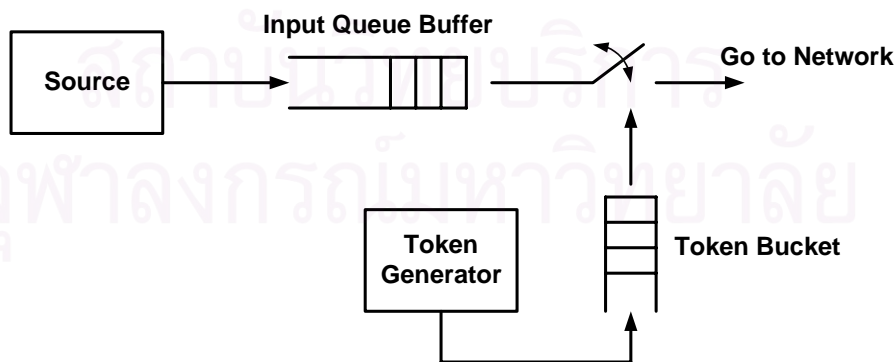 Input Queue Buffer
Source
Go to Network
สถาบันวิทยบริการ
จุฬาลงกรณ์มหาวิทยาลัย
Token
Generator
Token Bucket